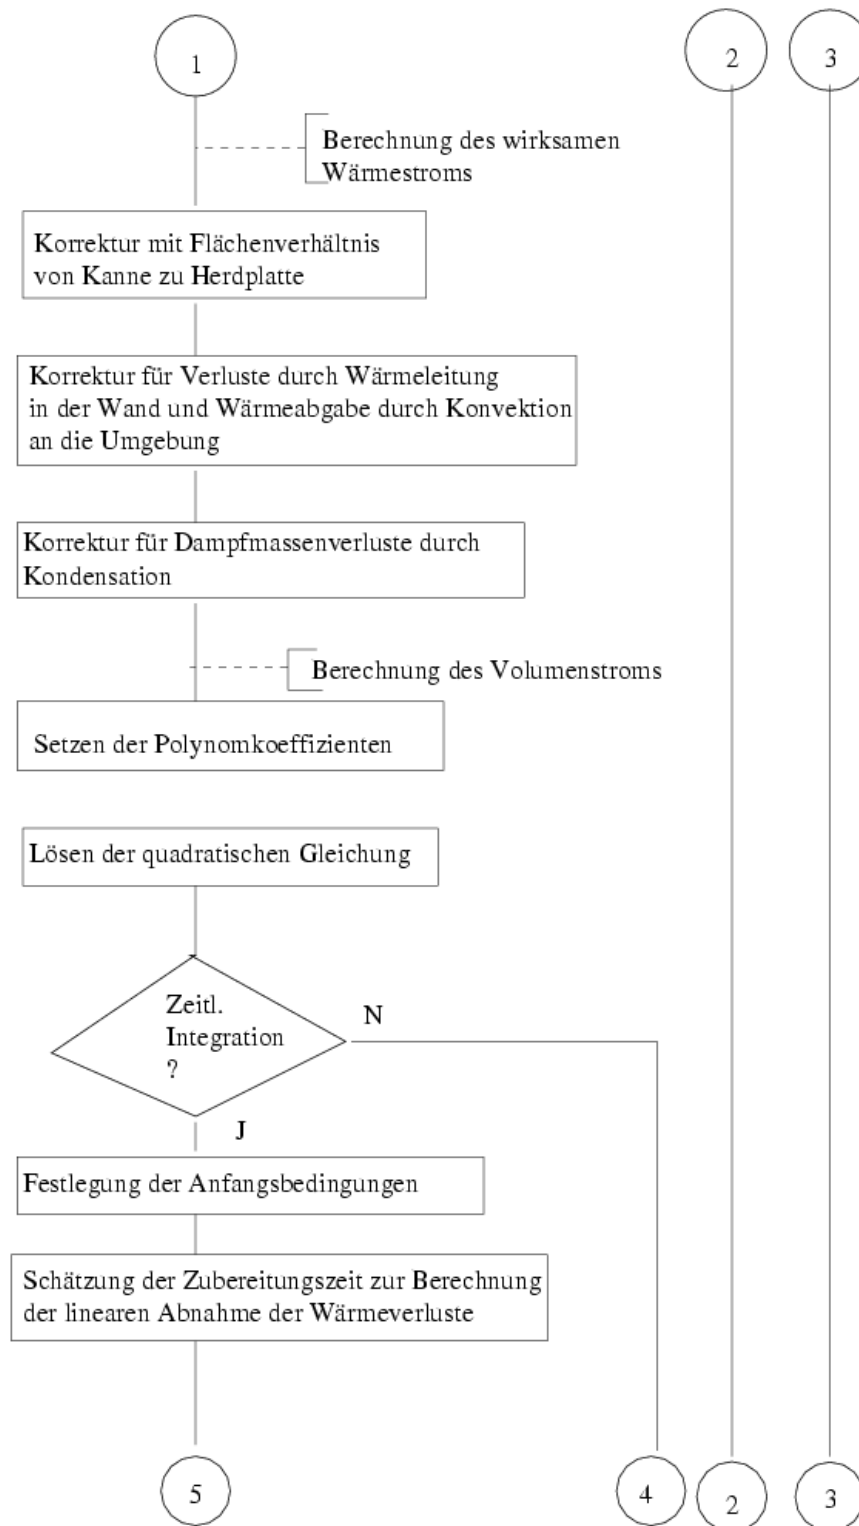 1
2
3
Berechnung des wirksamen
Wärmestroms
Korrektur mit Flächenverhältnis
von Kanne zu Herdplatte
Korrektur für Verluste durch Wärmeleitung
in der Wand und Wärmeabgabe durch Konvektion
an die Umgebung
Korrektur für Dampfmassenverluste durch
Kondensation
Berechnung des Volumenstroms
Setzen der Polynomkoeffizienten
Lösen der quadratischen Gleichung
Zeitl.
Integration
?
N
J
Festlegung der Anfangsbedingungen
Schätzung der Zubereitungszeit zur Berechnung
der linearen Abnahme der Wärmeverluste
5
4
2
3